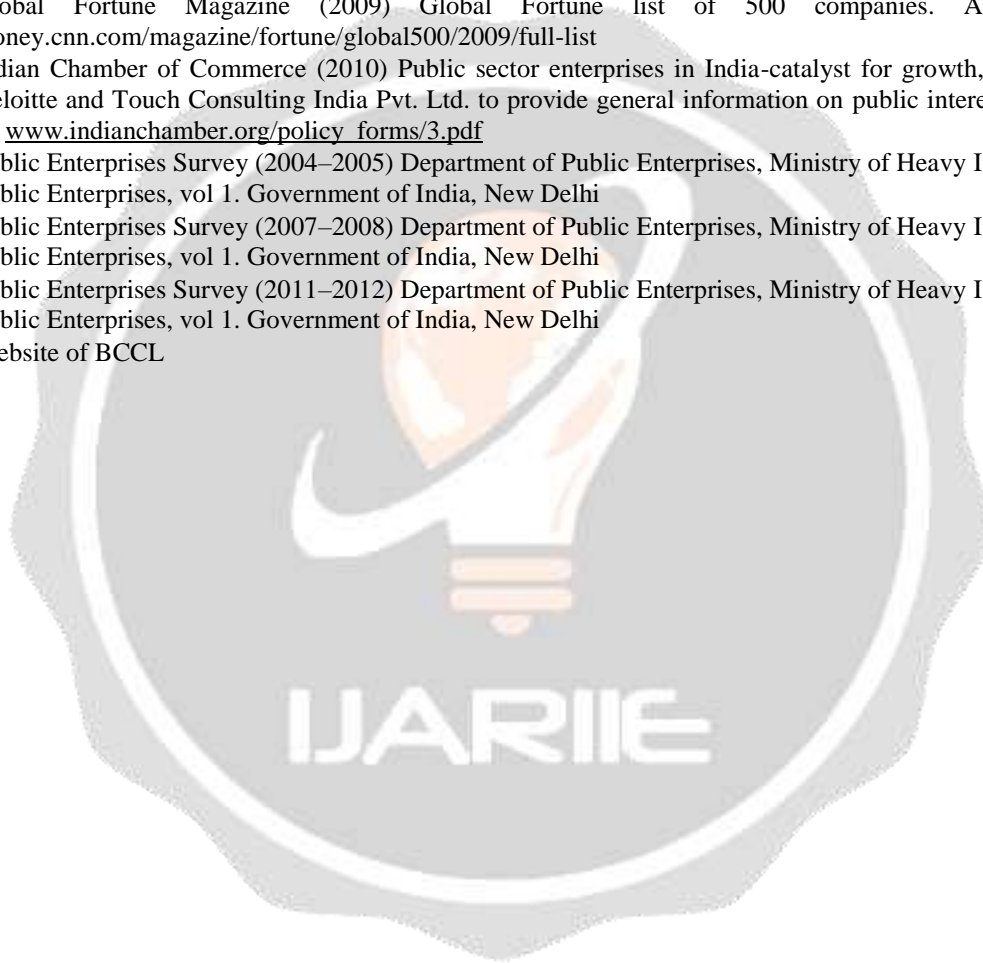 obal Fortune Magazine (2009) Global Fortune list of 500 companies. A
oney.cnn.com/magazine/fortune/global500/2009/full-list
dian Chamber of Commerce (2010) Public sector enterprises in India-catalyst for growth,
eloitte and Touch Consulting India Pvt. Ltd. to provide general information on public intere
www.indianchamber.org/policy_forms/3.pdf
blic Enterprises Survey (2004–2005) Department of Public Enterprises, Ministry of Heavy I
blic Enterprises, vol 1. Government of India, New Delhi
blic Enterprises Survey (2007–2008) Department of Public Enterprises, Ministry of Heavy I
blic Enterprises, vol 1. Government of India, New Delhi
blic Enterprises Survey (2011–2012) Department of Public Enterprises, Ministry of Heavy I
blic Enterprises, vol 1. Government of India, New Delhi
ebsite of BCCL
IJARIIE